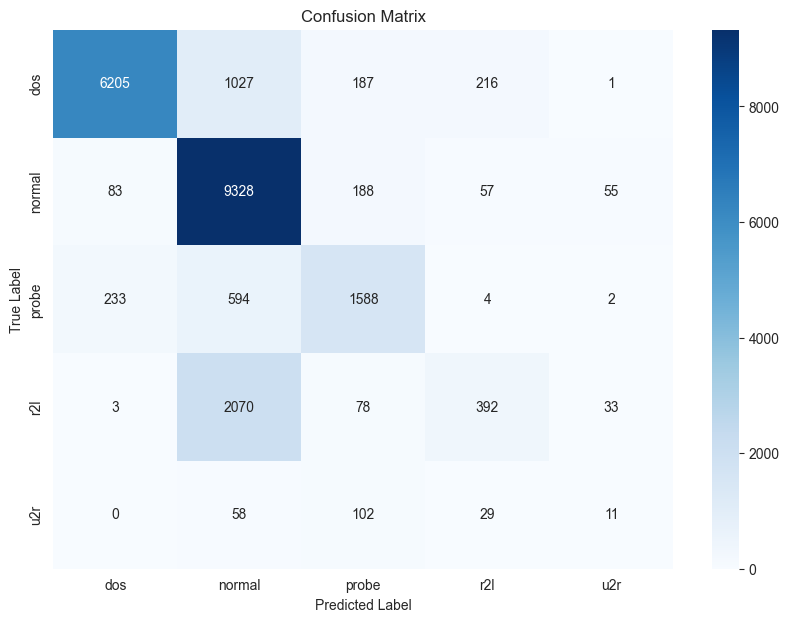 Confusion Matrix
True Label
dos 6205 1027 187 216 1
normal 83 9328 188 57 55
probe 233 594 1588 4 2
r2l 3 2070 78 392 33
u2r 0 58 102 29 11
dos normal probe r2l u2r
Predicted Label
8000
6000
4000
2000
0